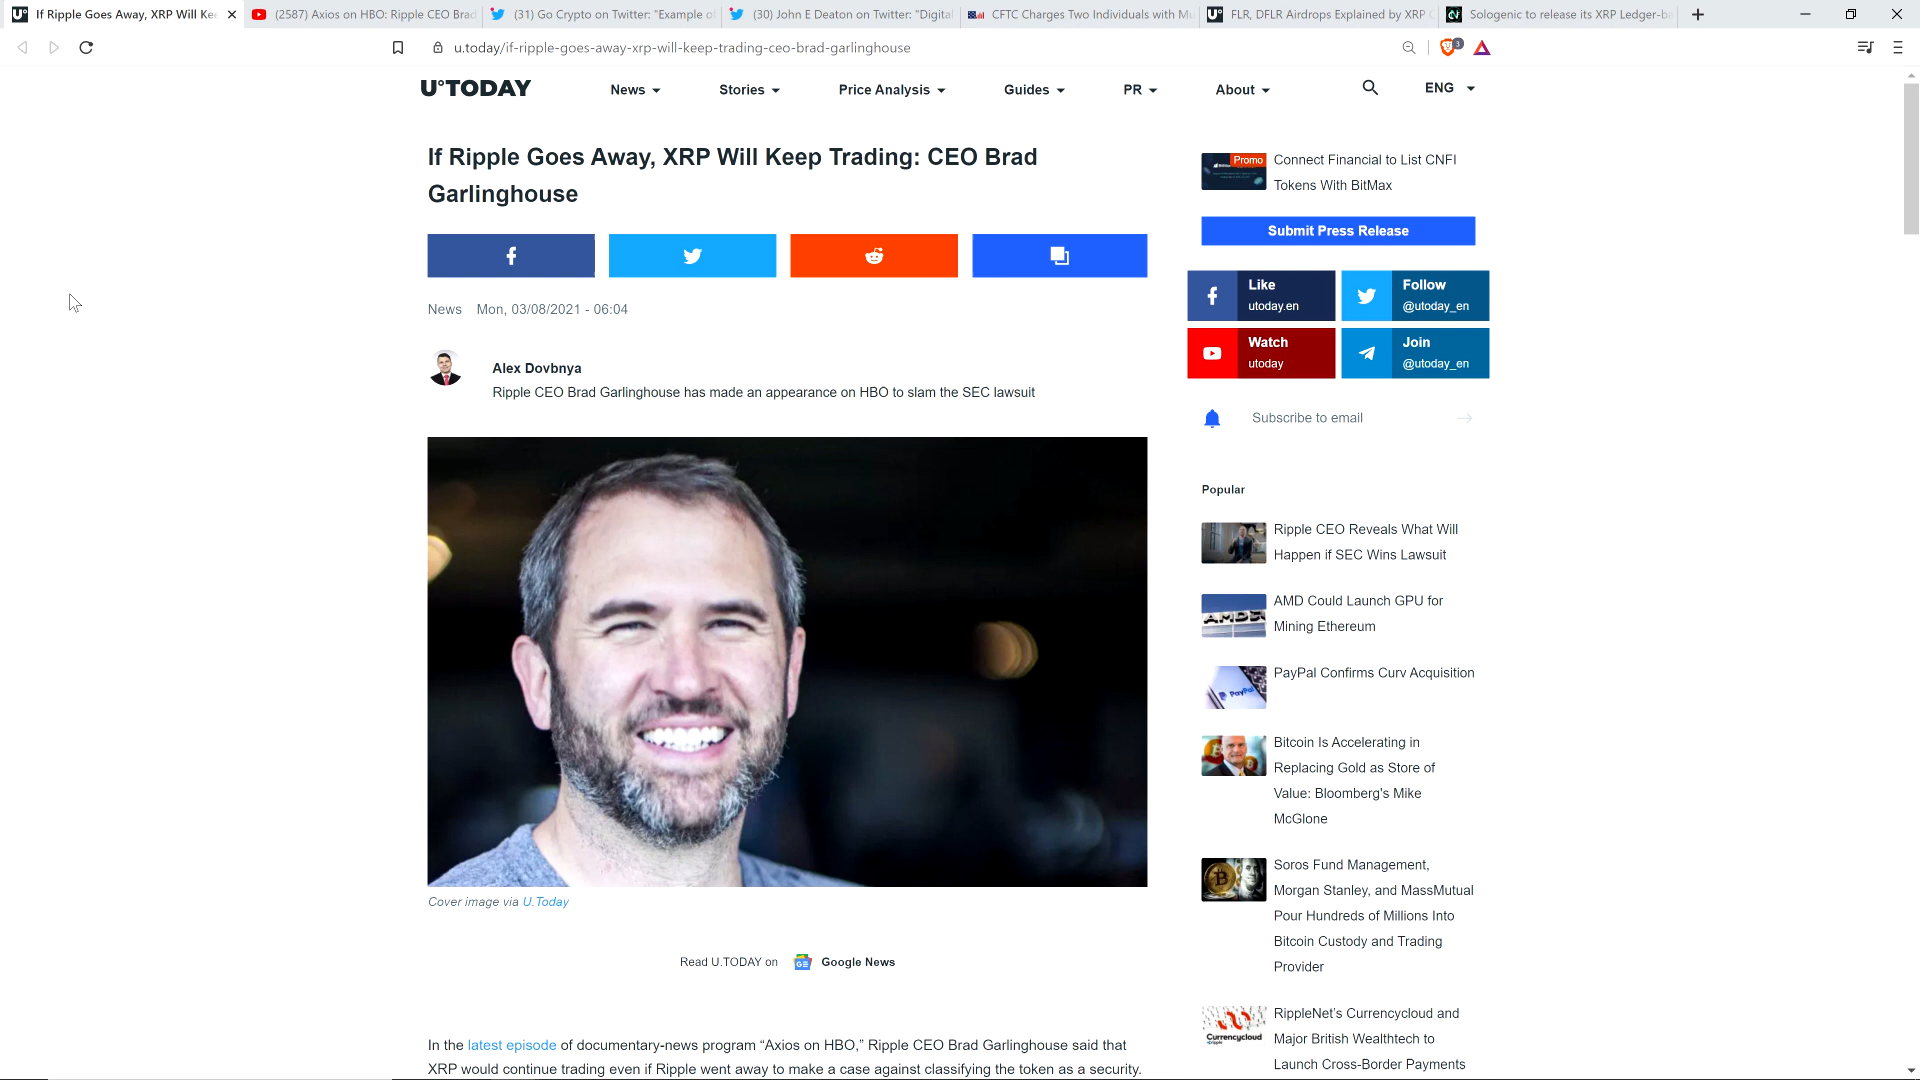 If Ripple Goes Away, XRP Will Ke
(2587) Axios on HBO: Ripple CEO Brad
(31) Go Crypto on Twitter: "Example o
(30) John E Deaton on Twitter: "Digita
CFTC Charges Two Individuals with Mu
FLR, DFLR Airdrops Explained by XRP
Sologenic to release its XRP Ledger-ba
u.today/if-ripple-goes-away-xrp-will-keep-trading-ceo-brad-garlinghouse
3
U°TODAY
News
Stories
Price Analysis
Guides
PR
About
ENG
If Ripple Goes Away, XRP Will Keep Trading: CEO Brad
Garlinghouse
News Mon, 03/08/2021 - 06:04
Alex Dovbnya
Ripple CEO Brad Garlinghouse has made an appearance on HBO to slam the SEC lawsuit
Cover image via U.Today
Read U.TODAY on Google News
In the latest episode of documentary-news program “Axios on HBO,” Ripple CEO Brad Garlinghouse said that
XRP would continue trading even if Ripple went away to make a case against classifying the token as a security.
Promo
Connect Financial to List CNFI
Tokens With BitMax
Submit Press Release
Like
utoday.en
Follow
@utoday_en
Watch
utoday
Join
@utoday_en
Subscribe to email
Popular
Ripple CEO Reveals What Will
Happen if SEC Wins Lawsuit
AMD Could Launch GPU for
Mining Ethereum
PayPal Confirms Curv Acquisition
Bitcoin Is Accelerating in
Replacing Gold as Store of
Value: Bloomberg's Mike
McGlone
Soros Fund Management,
Morgan Stanley, and MassMutual
Pour Hundreds of Millions Into
Bitcoin Custody and Trading
Provider
Currencycloud
RippleNet's Currencycloud and
Major British Wealthtech to
Launch Cross-Border Payments